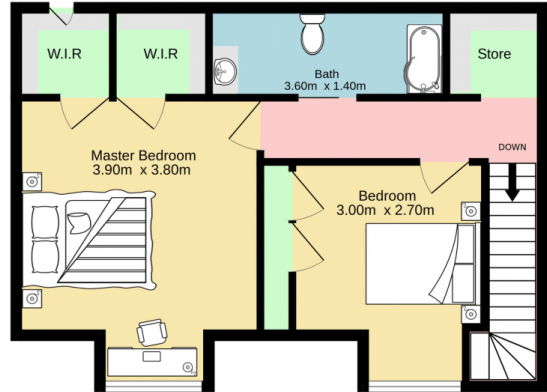 W.I.R
W.I.R
Store
Bath
3.60m x 1.40m
DOWN
Master Bedroom
3.90m x 3.80m
Bedroom
3.00m x 2.70m